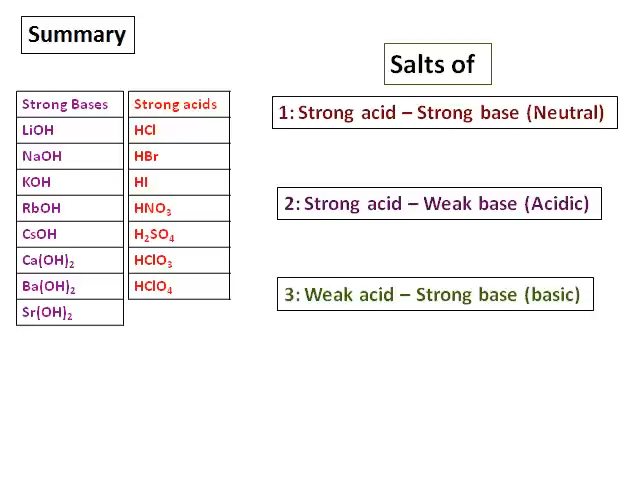 Summary
Strong Bases
LiOH
NaOH
KOH
RbOH
CsOH
Ca(OH)₂
Ba(OH)₂
Sr(OH)₂
Strong acids
HCl
HBr
HI
HNO₃
H₂SO₄
HClO₃
HClO₄
Salts of
1: Strong acid – Strong base (Neutral)
2: Strong acid – Weak base (Acidic)
3: Weak acid – Strong base (basic)